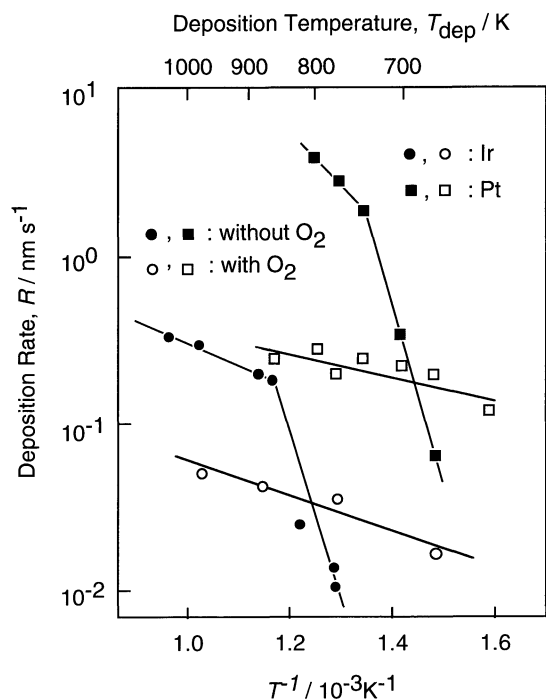 Deposition Temperature, T_dep / K
1000 900 800 700
Deposition Rate, R / nm s⁻¹
10¹
10⁰
10⁻¹
10⁻²
● , ○ : Ir
■ , □ : Pt
● , ■ : without O₂
○ , □ : with O₂
1.0 1.2 1.4 1.6
T⁻¹ / 10⁻³K⁻¹